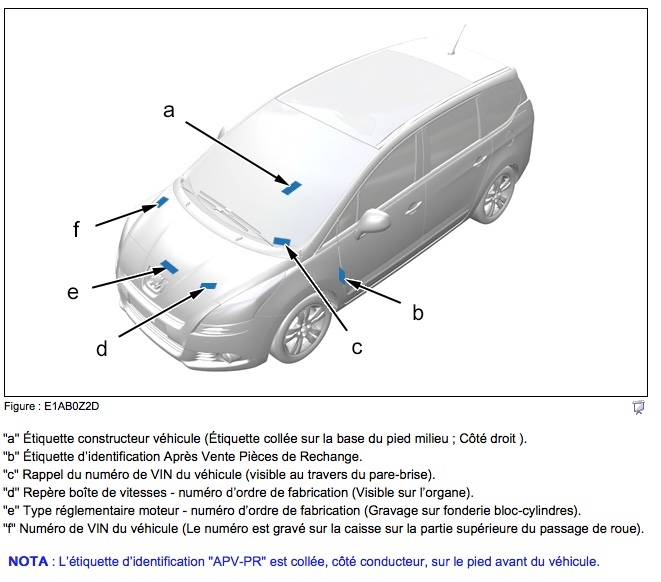 a
f
e
d
c
b
Figure : E1AB0Z2D
"a" Étiquette constructeur véhicule (Étiquette collée sur la base du pied milieu ; Côté droit ).
"b" Étiquette d'identification Après Vente Pièces de Rechange.
"c" Rappel du numéro de VIN du véhicule (visible au travers du pare-brise).
"d" Repère boîte de vitesses - numéro d'ordre de fabrication (Visible sur l'organe).
"e" Type réglementaire moteur - numéro d'ordre de fabrication (Gravage sur fonderie bloc-cylindres).
"f" Numéro de VIN du véhicule (Le numéro est gravé sur la caisse sur la partie supérieure du passage de roue).
NOTA : L'étiquette d'identification "APV-PR" est collée, côté conducteur, sur le pied avant du véhicule.